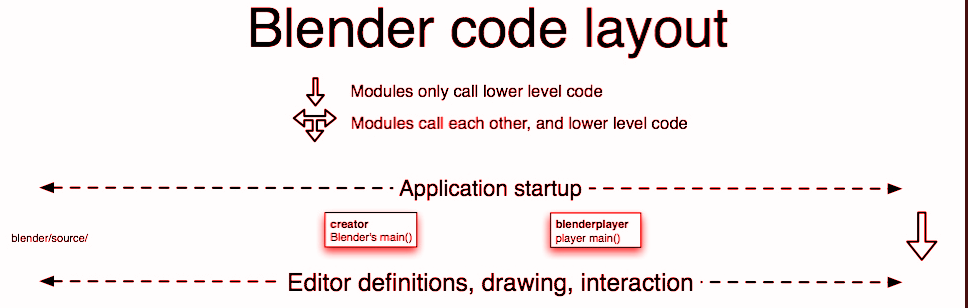 Blender code layout
Modules only call lower level code
Modules call each other, and lower level code
Application startup
creator
Blender's main()
blenderplayer
player main()
blender/source/
Editor definitions, drawing, interaction